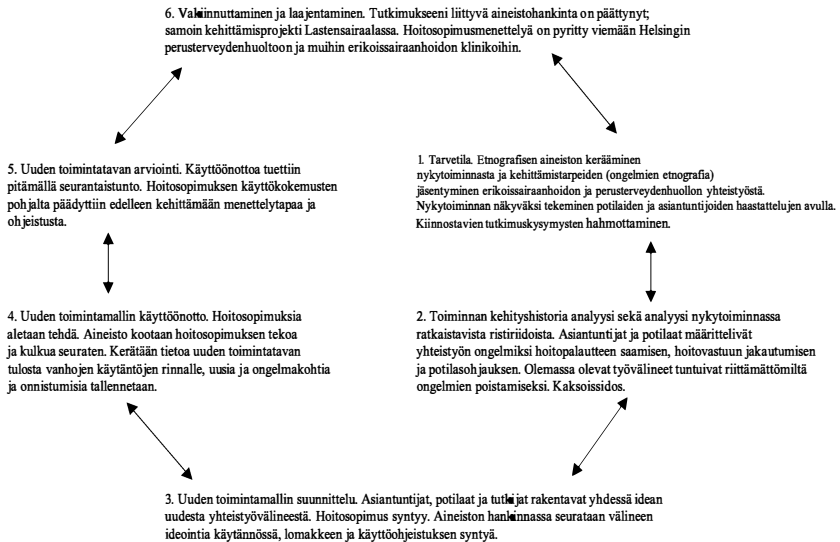 6. Vakiinnuttaminen ja laajentaminen. Tutkimukseeni liittyvä aineistohankinta on päättynyt;
samoin kehittämisprojekti Lastensairaalassa. Hoitosopimusmenettelyä on pyritty viemään Helsingin
perusterveydenhuoltoon ja muihin erikoissairaanhoidon klinikoihin.
1. Tarvetila. Etnografisen aineiston kerääminen
nykytoiminnasta ja kehittämistarpeiden (ongelmien etnografia)
jäsentyminen erikoissairaanhoidon ja perusterveydenhuollon yhteistyöstä.
Nykytoiminnan näkyväksi tekeminen potilaiden ja asiantuntijoiden haastattelujen avulla.
Kiinnostavien tutkimuskysymysten hahmottaminen.
2. Toiminnan kehityshistoria analyysi sekä analyysi nykytoiminnassa
ratkaistavista ristiriidoista. Asiantuntijat ja potilaat määrittelivät
yhteistyön ongelmiksi hoitopalautteen saamisen, hoitovastuun jakautumisen
ja potilasohjauksen. Olemassa olevat työvälineet tuntuivat riittämättömiltä
ongelmien poistamiseksi. Kaksoissidos.
3. Uuden toimintamallin suunnittelu. Asiantuntijat, potilaat ja tutkijat rakentavat yhdessä idean
uudesta yhteistyövälineestä. Hoitosopimus syntyy. Aineiston hankinnassa seurataan välineen
ideointia käytännössä, lomakkeen ja käyttöohjeistuksen syntyä.
4. Uuden toimintamallin käyttöönotto. Hoitosopimuksia
aletaan tehdä. Aineisto kootaan hoitosopimuksen tekoa
ja kulkua seuraten. Kerätään tietoa uuden toimintatavan
tulosta vanhojen käytäntöjen rinnalle, uusia ja ongelmakohtia
ja onnistumisia tallennetaan.
5. Uuden toimintatavan arviointi. Käyttöönottoa tuettiin
pitämällä seurantaistunto. Hoitosopimuksen käyttökokemusten
pohjalta päädyttiin edelleen kehittämään menettelytapaa ja
ohjeistusta.